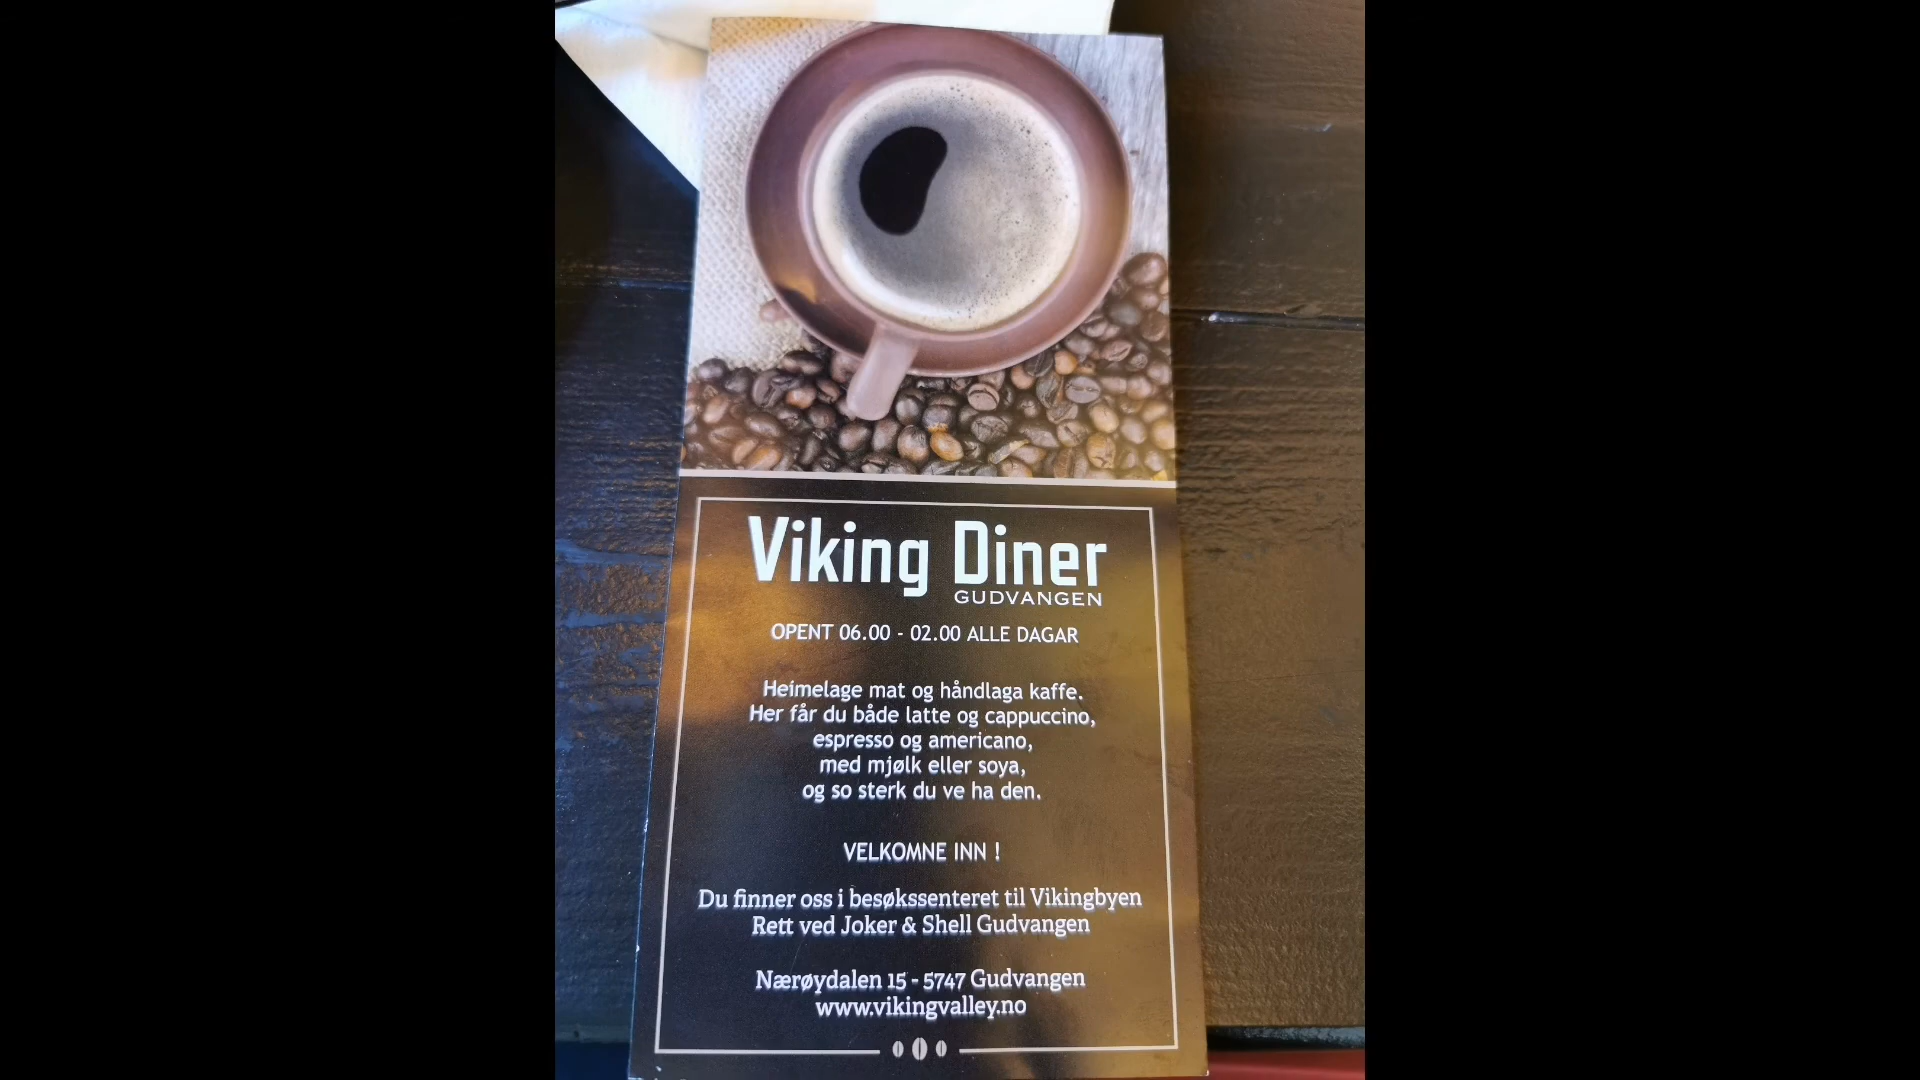 Viking Diner
GUDVANGEN
OPENT 06.00 - 02.00 ALLE DAGAR
Heimelage mat og håndlaga kaffe.
Her får du både latte og cappuccino,
espresso og americano,
med mjølk eller soya,
og so sterk du ve ha den.
VELKOMNE INN !
Du finner oss i besøkssenteret til Vikingbyen
Rett ved Joker & Shell Gudvangen
Nærøydalen 15 - 5747 Gudvangen
www.vikingvalley.no